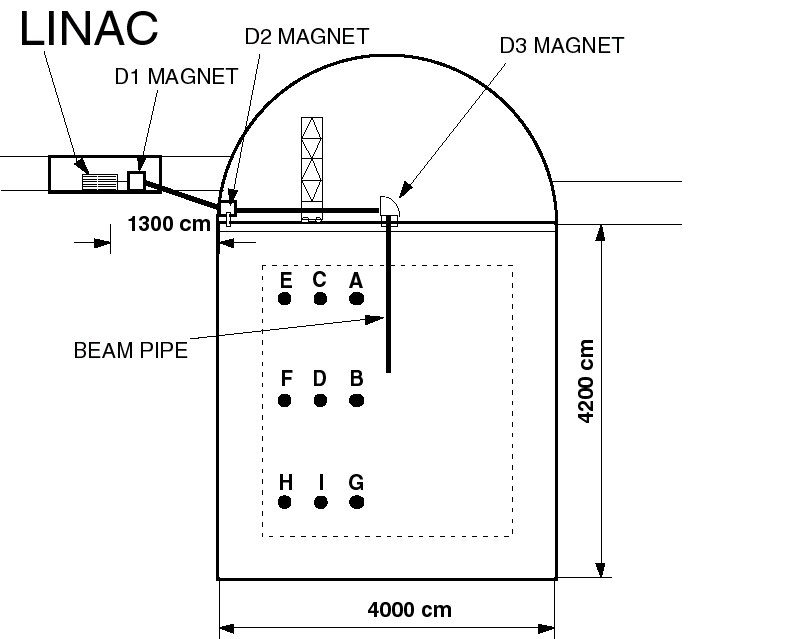 LINAC
D2 MAGNET
D3 MAGNET
D1 MAGNET
1300 cm
E C A
BEAM PIPE
F D B
4200 cm
H I G
4000 cm